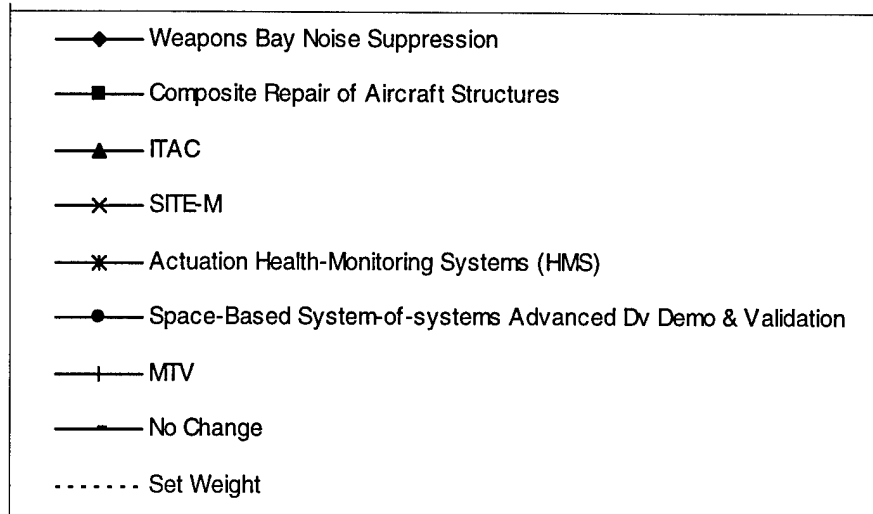 Weapons Bay Noise Suppression
Composite Repair of Aircraft Structures
ITAC
SITE-M
Actuation Health-Monitoring Systems (HMS)
Space-Based System-of-systems Advanced Dv Demo & Validation
MTV
No Change
Set Weight